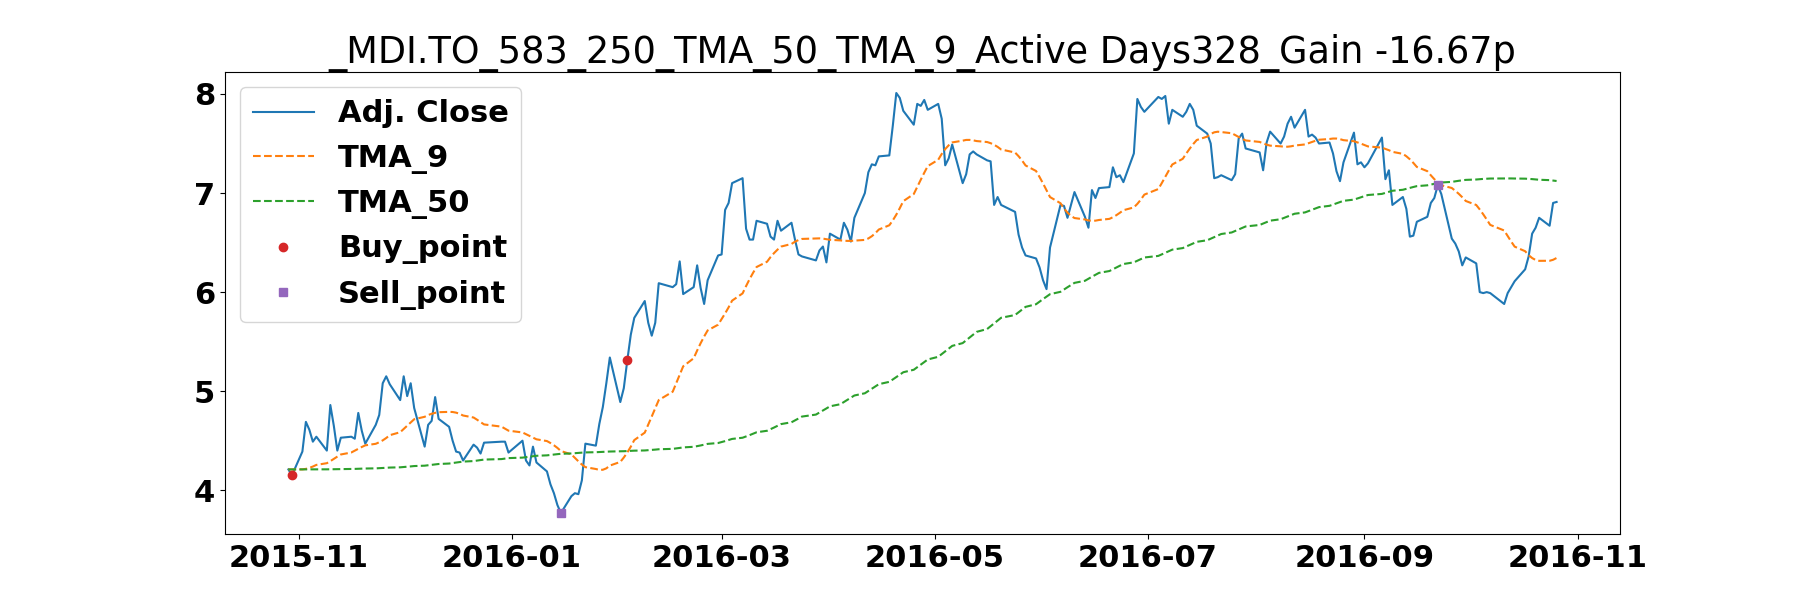 _MDI.TO_583_250_TMA_50_TMA_9_Active Days328_Gain -16.67p
8
7
6
5
4
Adj. Close
TMA_9
TMA_50
Buy_point
Sell_point
2015-11 2016-01 2016-03 2016-05 2016-07 2016-09 2016-11